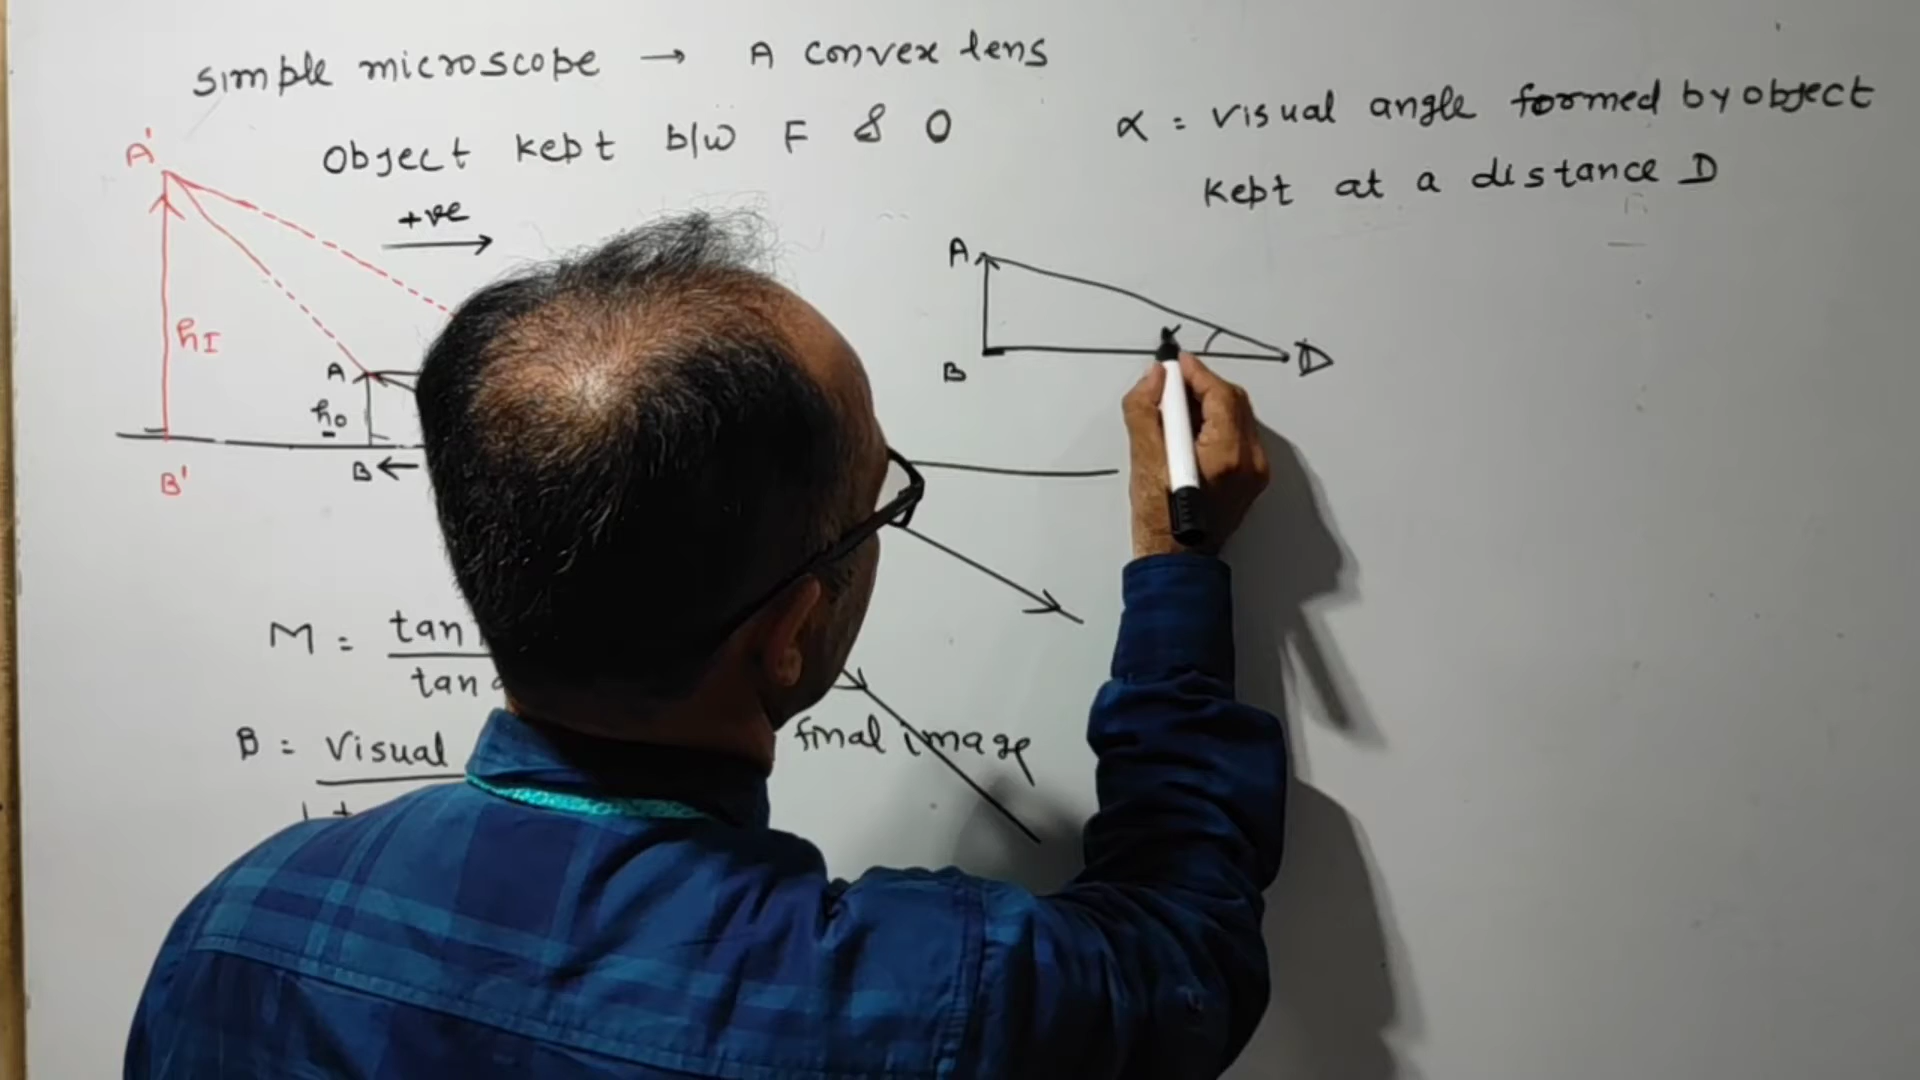 Simple microscope → A convex lens
Object kept b/w F & O
+ve →
A'
hI
A
ho
B'
B ←
M = tan
tan
B = Visual
final image
α = visual angle formed by object
kept at a distance D
A
α
B